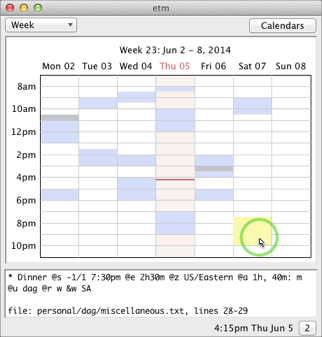 etm
Week
Calendars
Week 23: Jun 2 - 8, 2014
Mon 02 Tue 03 Wed 04 Thu 05 Fri 06 Sat 07 Sun 08
8am
10am
12pm
2pm
4pm
6pm
8pm
10pm
* Dinner @s -1/1 7:30pm @e 2h30m @z US/Eastern @a 1h, 40m: m
@u dag @r w &w SA
file: personal/dag/miscellaneous.txt, lines 28-29
4:15pm Thu Jun 5 2